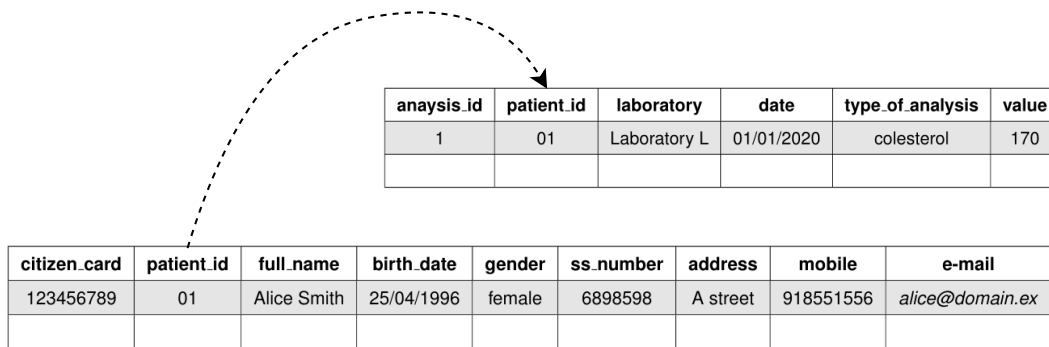 anaysis_id patient_id laboratory date type_of_analysis value
1 01 Laboratory L 01/01/2020 colesterol 170
citizen_card patient_id full_name birth_date gender ss_number address mobile e-mail
123456789 01 Alice Smith 25/04/1996 female 6898598 A street 918551556 alice@domain.ex